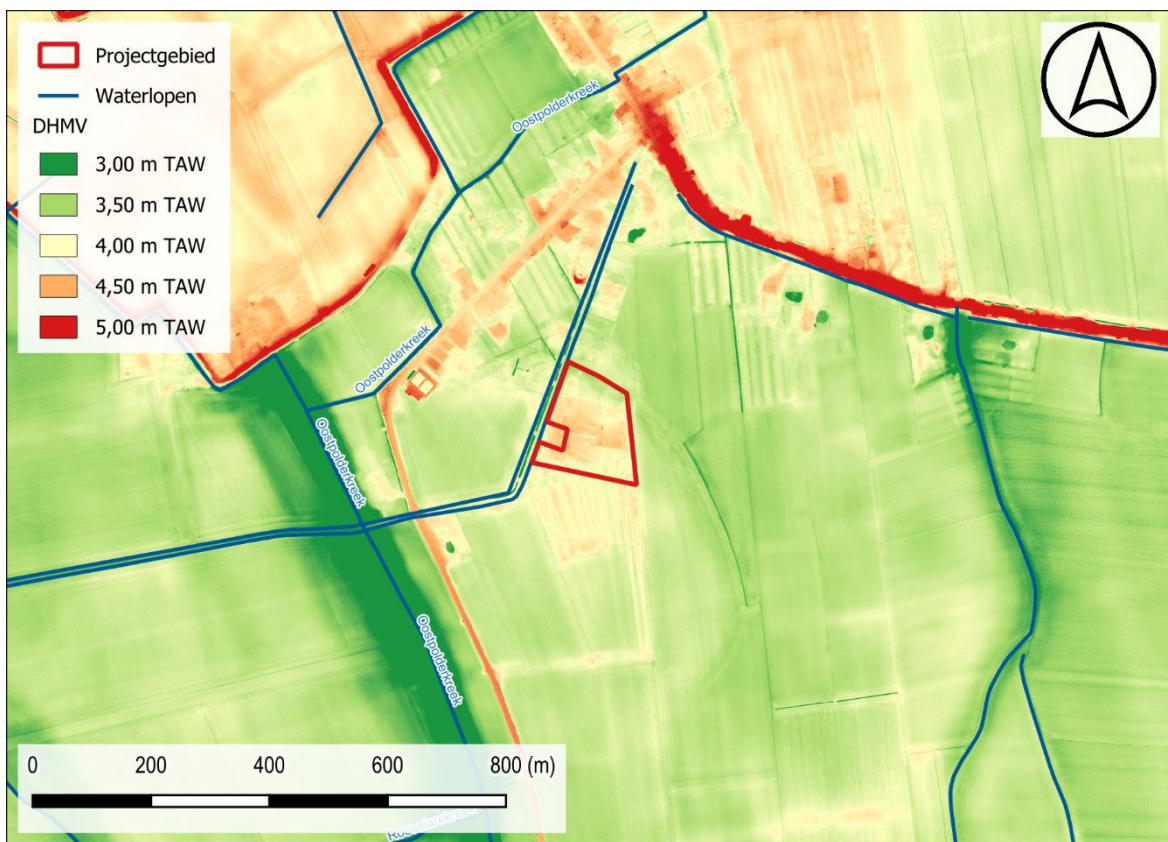 Projectgebied
Waterlopen
DHMV
3,00 m TAW
3,50 m TAW
4,00 m TAW
4,50 m TAW
5,00 m TAW
Oostpolderkreek
Oostpolderkreek
Oostpolderkreek
Oostpolderkreek
0 200 400 600 800 (m)